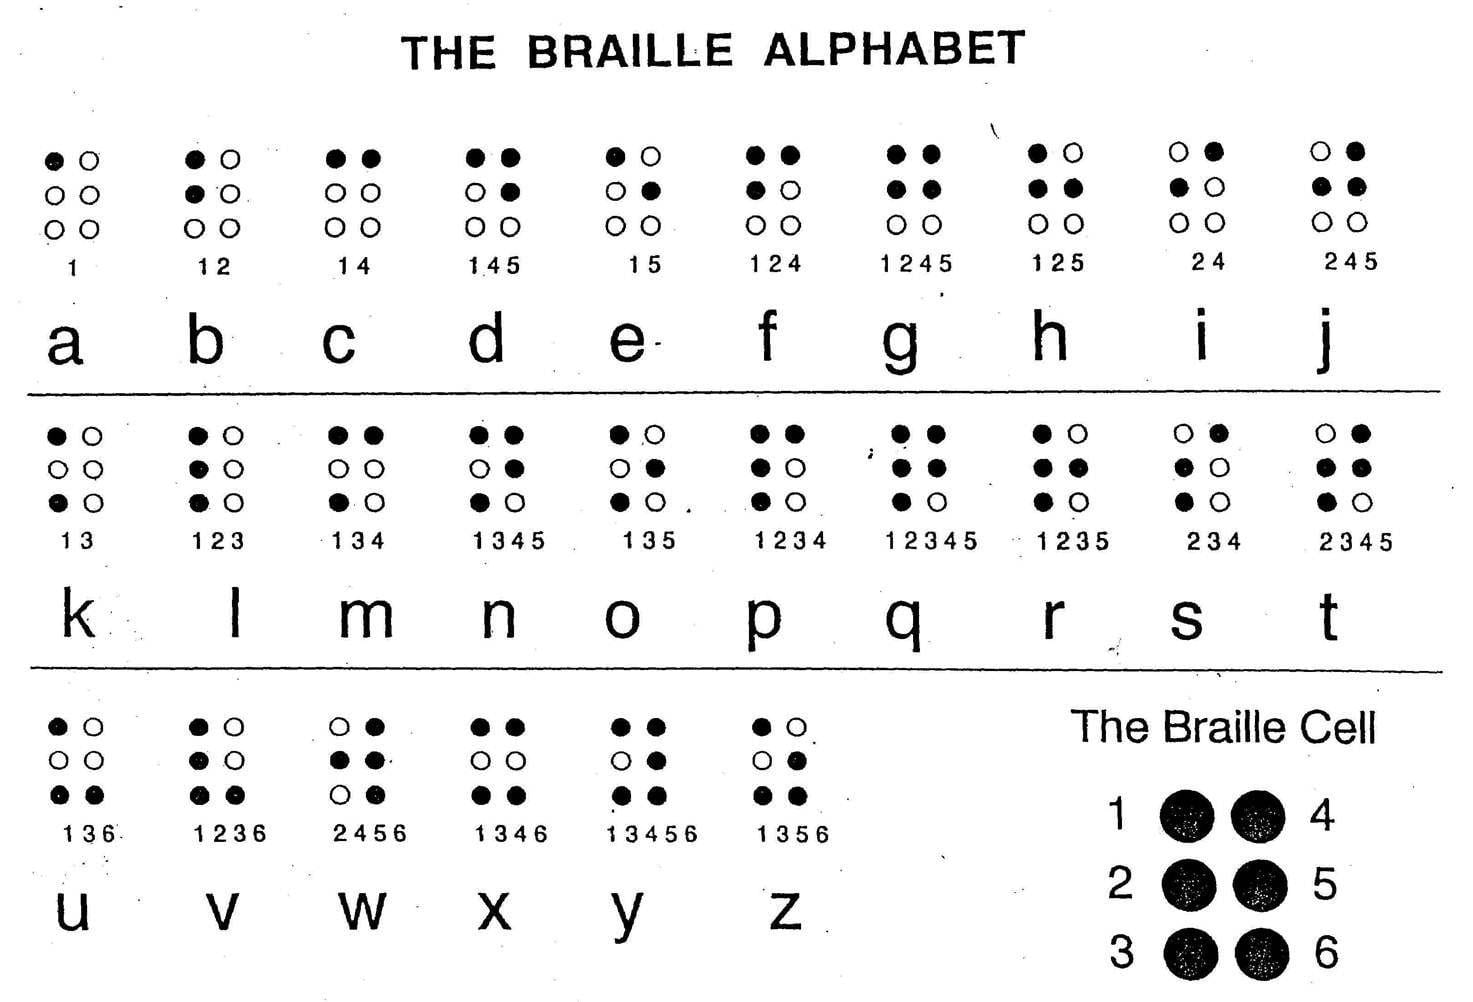 THE BRAILLE ALPHABET
1 12 14 145 15 124 1245 125 24 245
a b c d e f g h i j
13 123 134 1345 135 1234 12345 1235 234 2345
k l m n o p q r s t
136 1236 2456 1346 13456 1356
u v w x y z
The Braille Cell
1 4
2 5
3 6